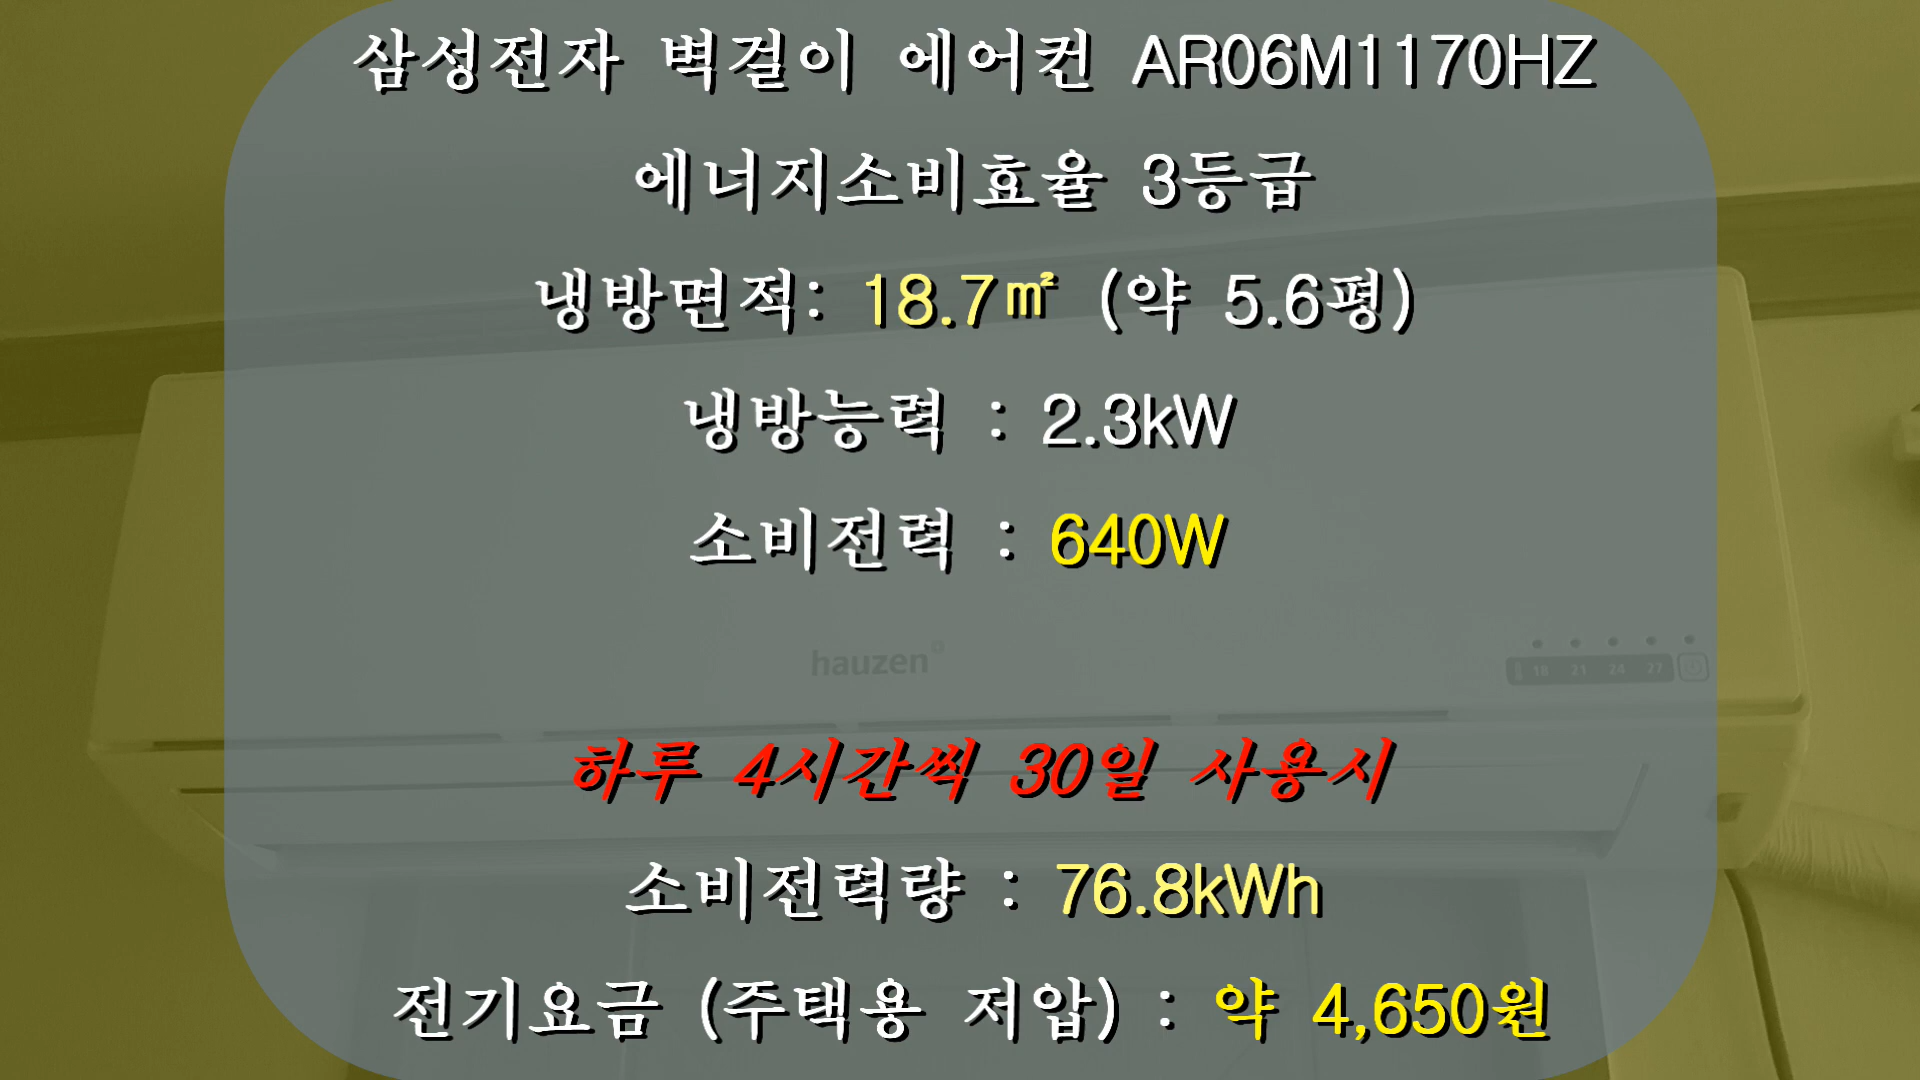 삼성전자 벽걸이 에어컨 AR06M1170HZ
에너지소비효율 3등급
냉방면적: 18.7㎡ (약 5.6평)
냉방능력 : 2.3kW
소비전력 : 640W
hauzen
18 21 24 27
하루 4시간씩 30일 사용시
소비전력량 : 76.8kWh
전기요금 (주택용 저압) : 약 4,650원